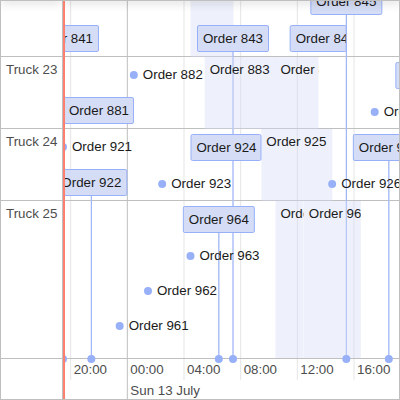 Order 845
841
Order 843
Order 84
Truck 23
Order 882
Order 883
Order
Order 881
Or
Truck 24
Order 921
Order 924
Order 925
Order 9
Order 922
Order 923
Order 926
Truck 25
Order 964
Ord
Order 96
Order 963
Order 962
Order 961
20:00
00:00
04:00
08:00
12:00
16:00
Sun 13 July